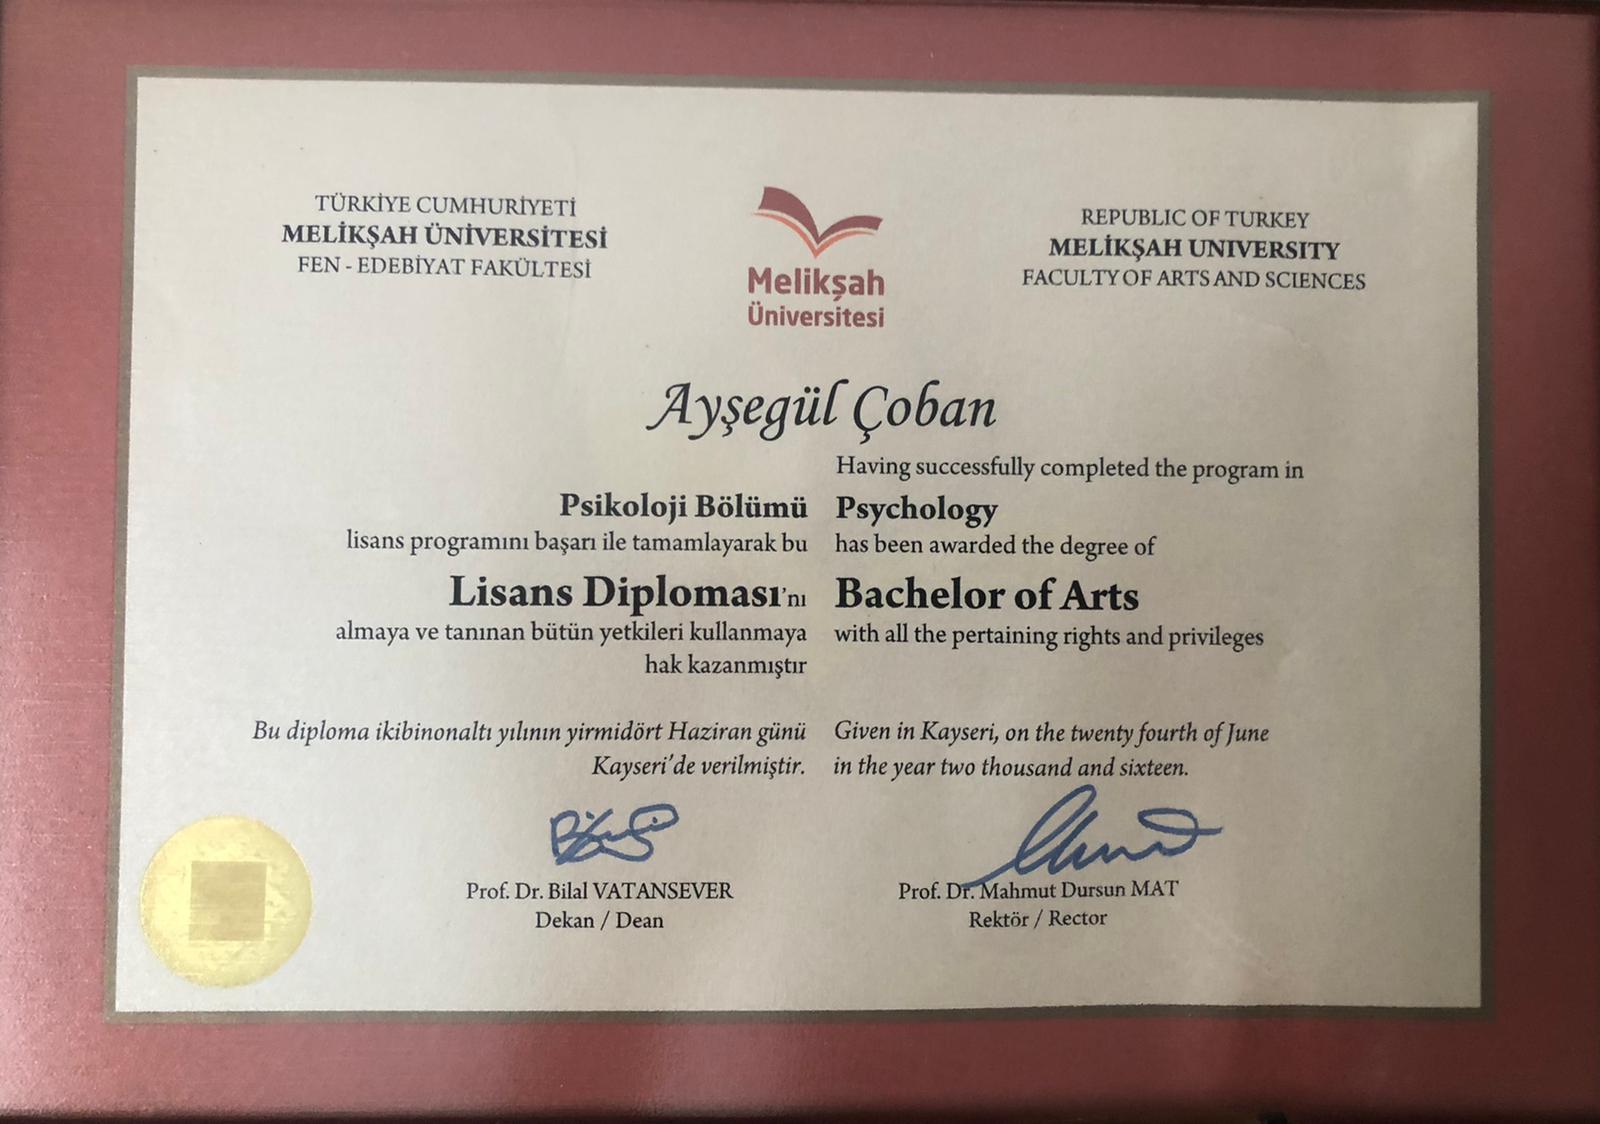 TÜRKİYE CUMHURİYETİ
MELİKŞAH ÜNİVERSİTESİ
FEN - EDEBİYAT FAKÜLTESİ
Melikşah
Üniversitesi
REPUBLIC OF TURKEY
MELİKŞAH UNIVERSITY
FACULTY OF ARTS AND SCIENCES
Ayşegül Çoban
Psikoloji Bölümü
lisans programını başarı ile tamamlayarak bu
Lisans Diploması'nı
almaya ve tanınan bütün yetkileri kullanmaya
hak kazanmıştır
Bu diploma ikibinonaltı yılının yirmidört Haziran günü
Kayseri'de verilmiştir.
Having successfully completed the program in
Psychology
has been awarded the degree of
Bachelor of Arts
with all the pertaining rights and privileges
Given in Kayseri, on the twenty fourth of June
in the year two thousand and sixteen.
Prof. Dr. Bilal VATANSEVER
Dekan / Dean
Prof. Dr. Mahmut Dursun MAT
Rektör / Rector